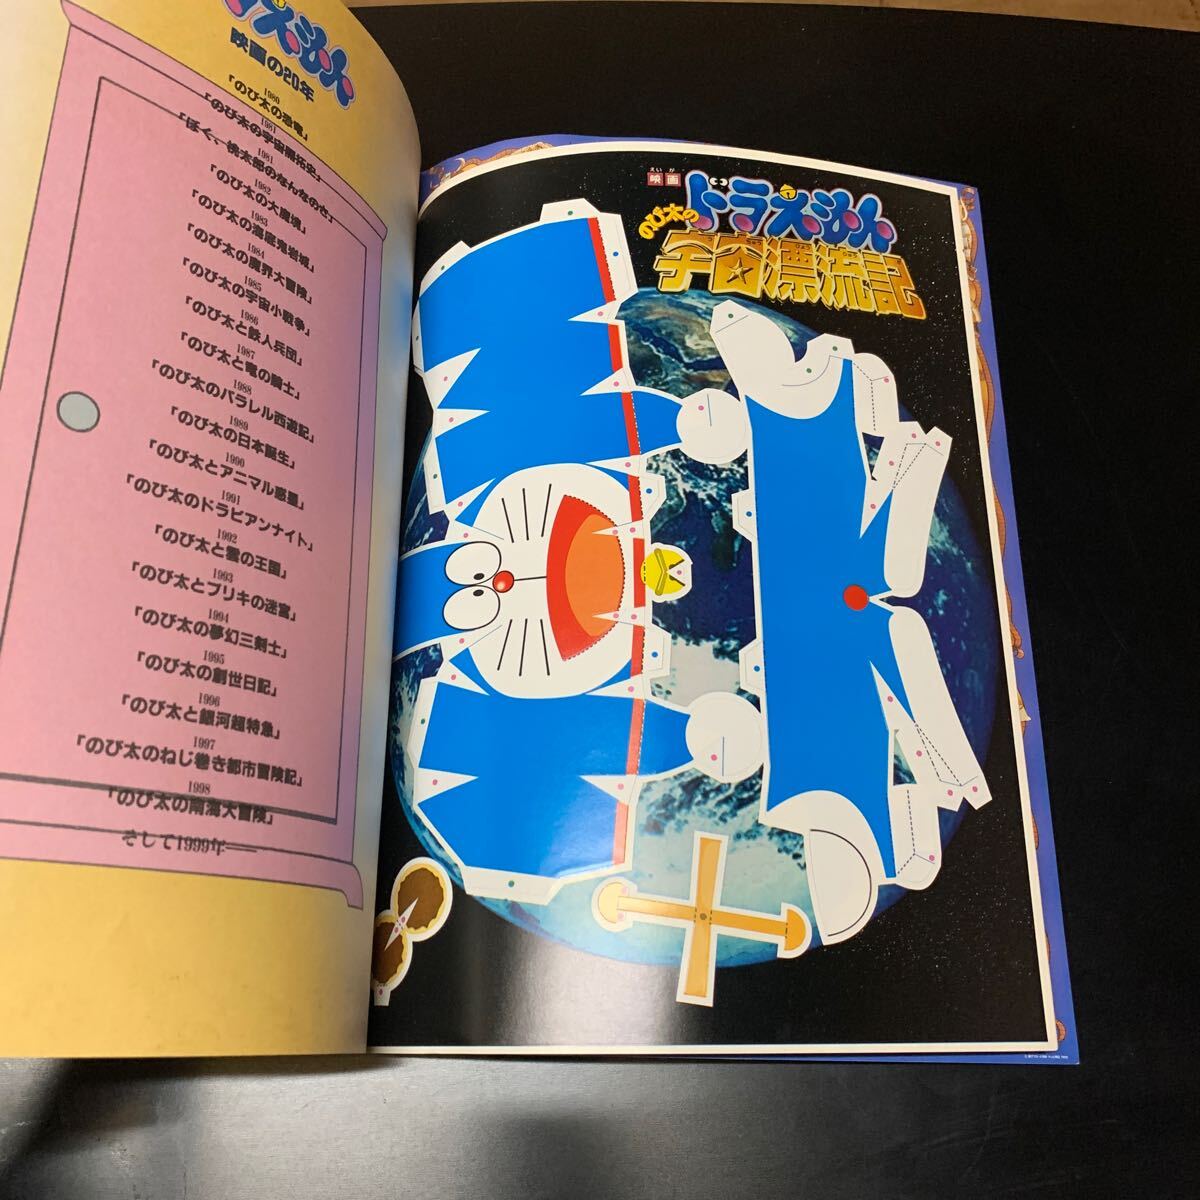 ドラえもん
映画の20年
1980
「のび太の恐竜」
1981
「のび太の宇宙開拓史」
1981
「ぼく、桃太郎のなんなのさ」
1982
「のび太の大魔境」
1983
「のび太の海底鬼岩城」
1984
「のび太の魔界大冒険」
1985
「のび太の宇宙小戦争」
1986
「のび太と鉄人兵団」
1987
「のび太と竜の騎士」
1988
「のび太のパラレル西遊記」
1989
「のび太の日本誕生」
1990
「のび太とアニマル惑星」
1991
「のび太のドラビアンナイト」
1992
「のび太と雲の王国」
1993
「のび太とブリキの迷宮」
1994
「のび太の夢幻三剣士」
1995
「のび太の創世日記」
1996
「のび太と銀河超特急」
1997
「のび太のねじ巻き都市冒険記」
1998
「のび太の南海大冒険」
そして1999年——
えいが
映画
ドラえもん
のび太の
宇宙漂流記